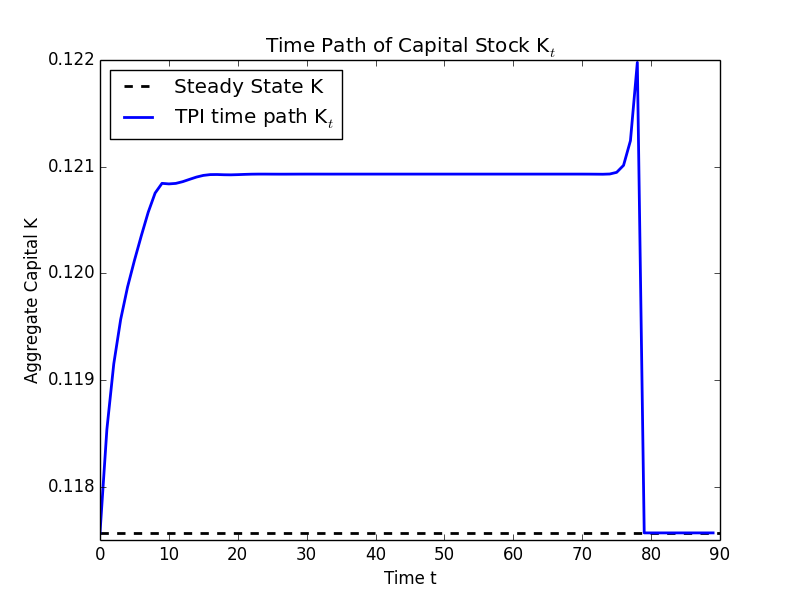 Time Path of Capital Stock K_t
Steady State K
TPI time path K_t
Aggregate Capital K
0.122
0.121
0.120
0.119
0.118
0 10 20 30 40 50 60 70 80 90
Time t